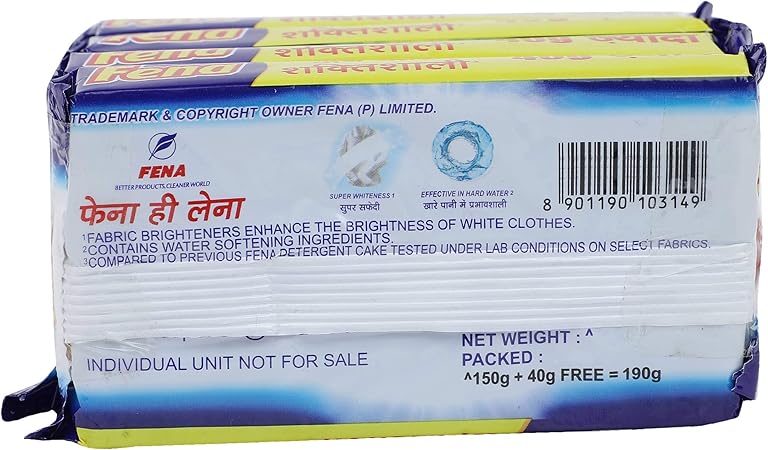 Fena शक्तिशाली
Fena शक्तिशाली 40g ज़्यादा
Fena शक्तिशाली
TRADEMARK & COPYRIGHT OWNER FENA (P) LIMITED.
FENA
BETTER PRODUCTS, CLEANER WORLD
फेना ही लेना
SUPER WHITENESS 1
सुपर सफेदी
EFFECTIVE IN HARD WATER 2
खारे पानी में प्रभावशाली
8 901190 103149
¹FABRIC BRIGHTENERS ENHANCE THE BRIGHTNESS OF WHITE CLOTHES.
²CONTAINS WATER SOFTENING INGREDIENTS.
³COMPARED TO PREVIOUS FENA DETERGENT CAKE TESTED UNDER LAB CONDITIONS ON SELECT FABRICS.
INDIVIDUAL UNIT NOT FOR SALE
NET WEIGHT : ^
PACKED :
^150g + 40g FREE = 190g